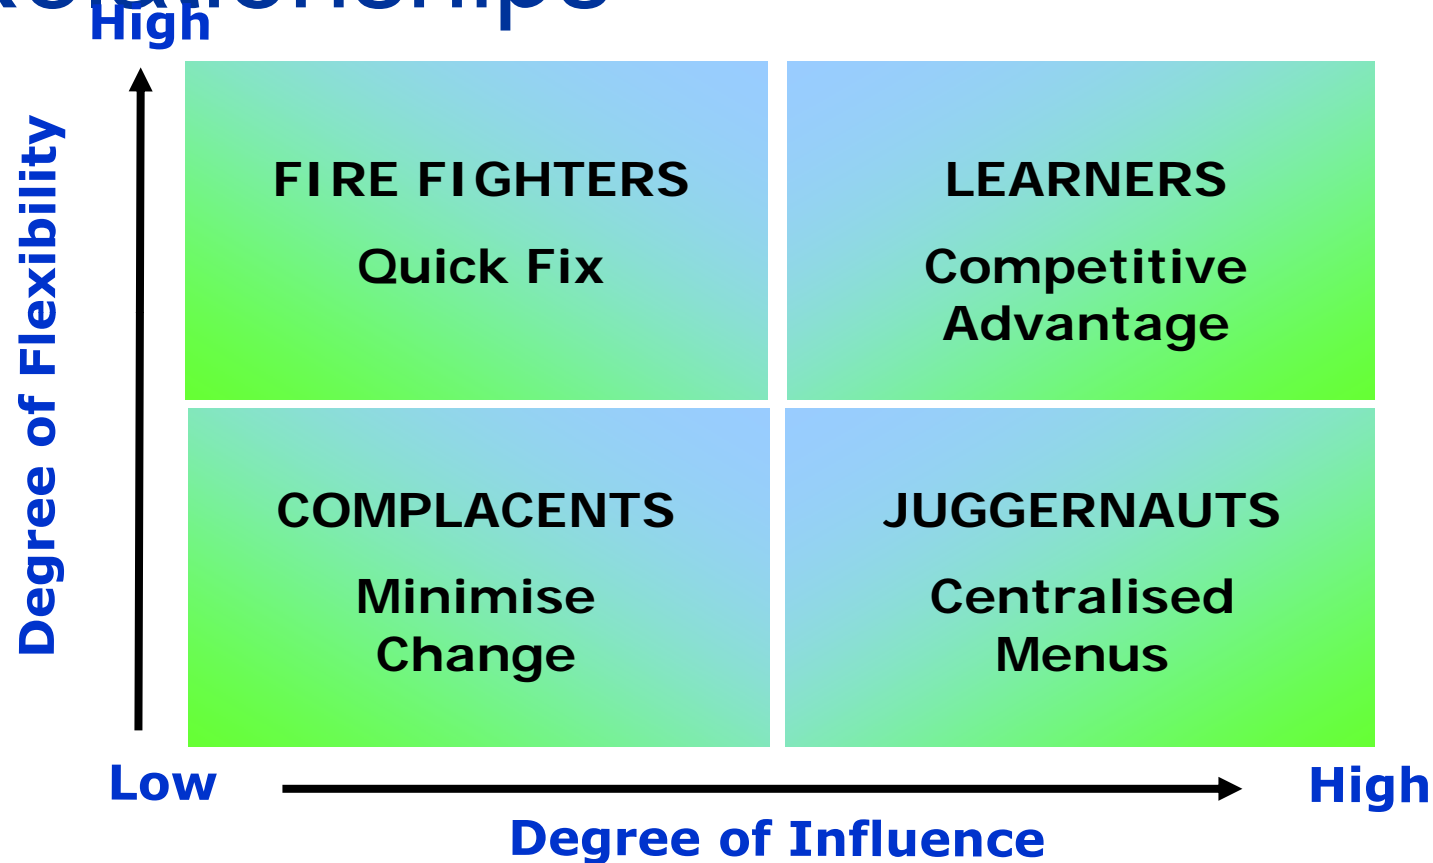 High
Degree of Flexibility
FIRE FIGHTERS
Quick Fix
LEARNERS
Competitive
Advantage
COMPLACENTS
Minimise
Change
JUGGERNAUTS
Centralised
Menus
Low
High
Degree of Influence